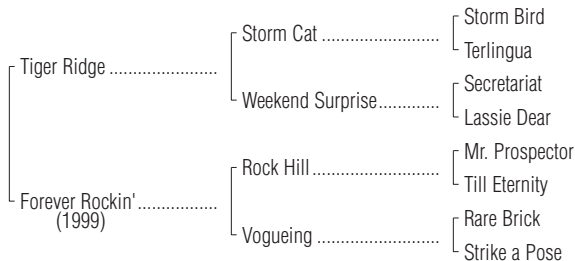 Storm Bird
Storm Cat ..........................
Terlingua
Tiger Ridge ........................
Secretariat
Weekend Surprise.............
Lassie Dear
Mr. Prospector
Rock Hill ............................
Till Eternity
Forever Rockin'..................
(1999)
Rare Brick
Vogueing ...........................
Strike a Pose